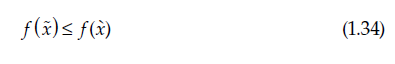 f(x̃) ≤ f(x̀) (1.34)